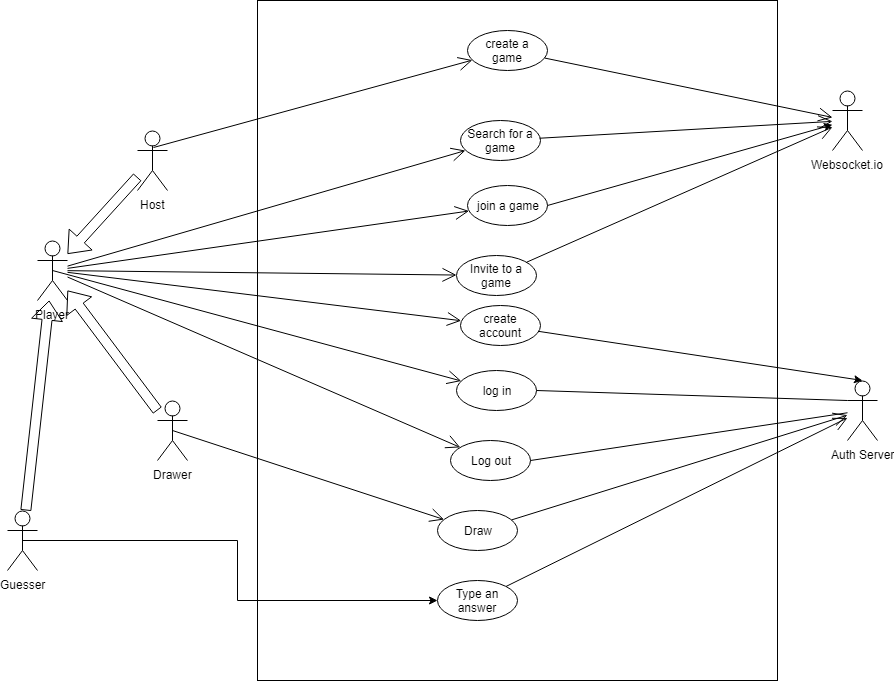 create a
game
Search for a
game
Websocket.io
Host
join a game
Invite to a
game
Player
create
account
log in
Auth Server
Log out
Drawer
Draw
Guesser
Type an
answer